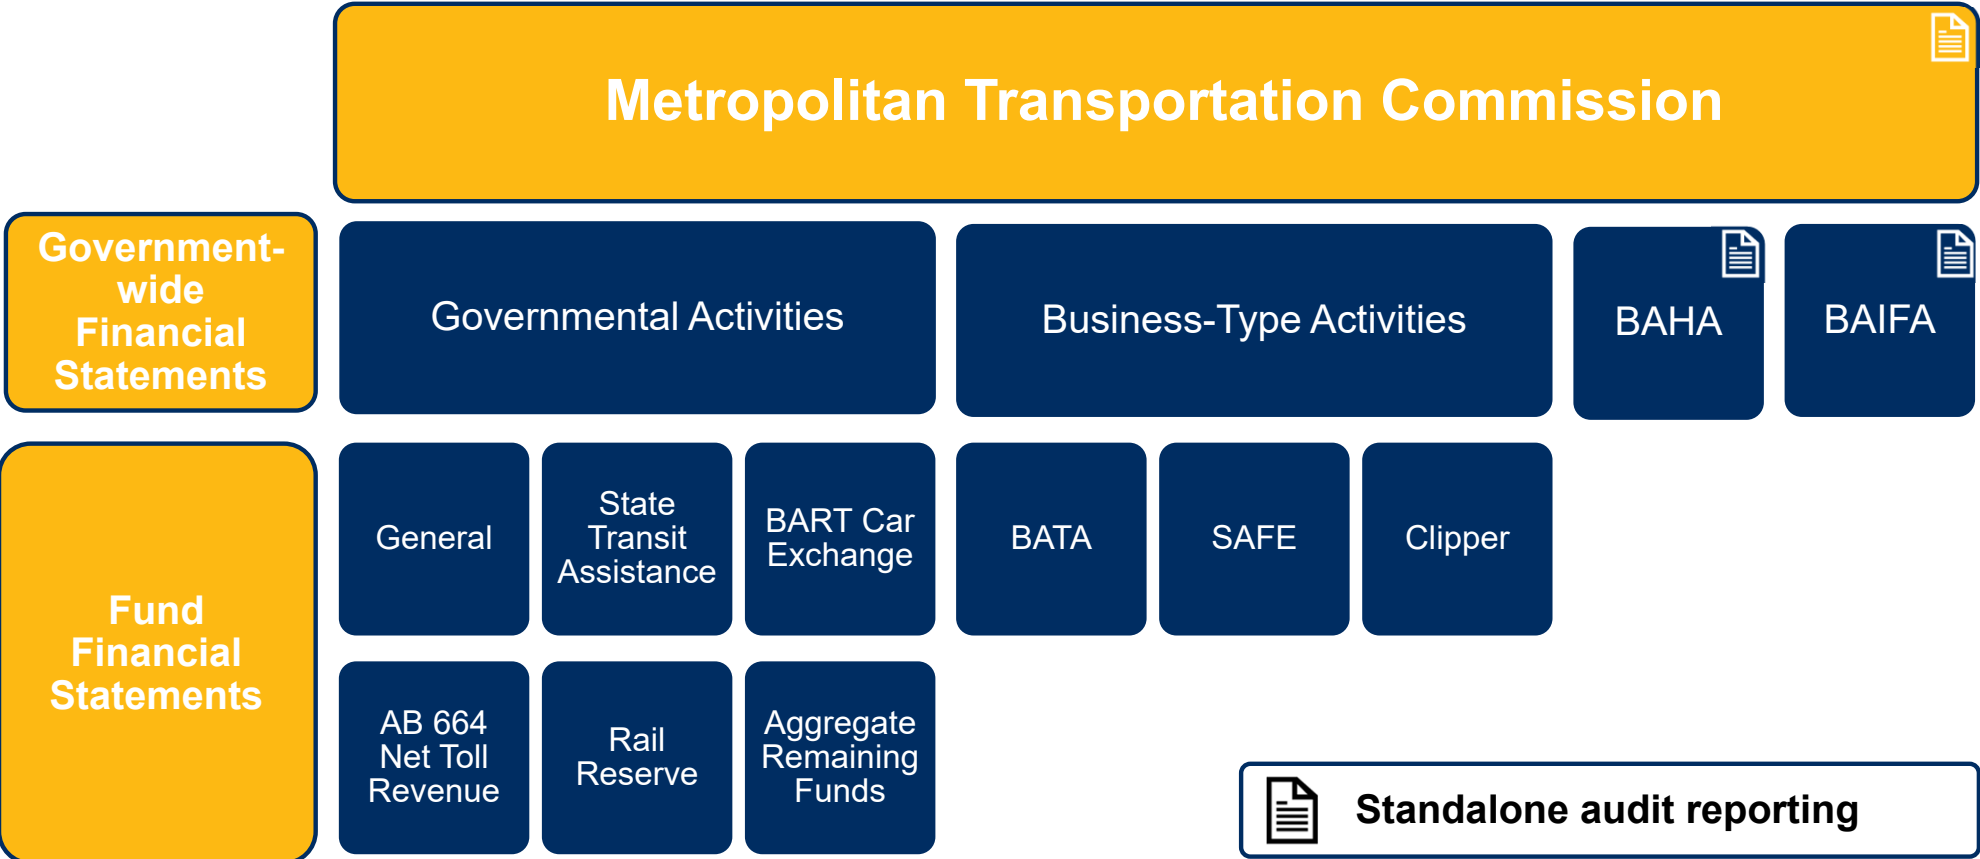 Metropolitan Transportation Commission
Government-
wide
Financial
Statements
Governmental Activities
Business-Type Activities
BAHA
BAIFA
Fund
Financial
Statements
General
State
Transit
Assistance
BART Car
Exchange
BATA
SAFE
Clipper
AB 664
Net Toll
Revenue
Rail
Reserve
Aggregate
Remaining
Funds
Standalone audit reporting